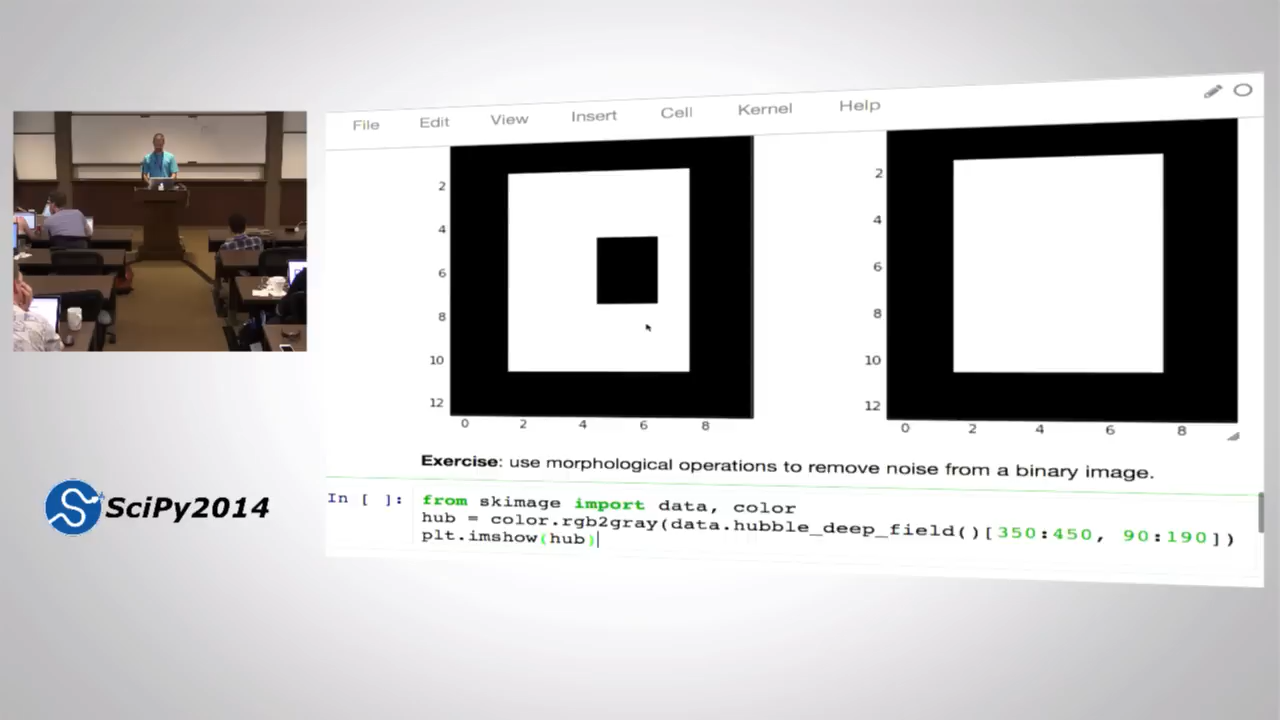 File Edit View Insert Cell Kernel Help
2
4
6
8
10
12
0 2 4 6 8
2
4
6
8
10
12
0 2 4 6 8
Exercise: use morphological operations to remove noise from a binary image.
In [ ]: from skimage import data, color
hub = color.rgb2gray(data.hubble_deep_field()[350:450, 90:190])
plt.imshow(hub)
SciPy2014